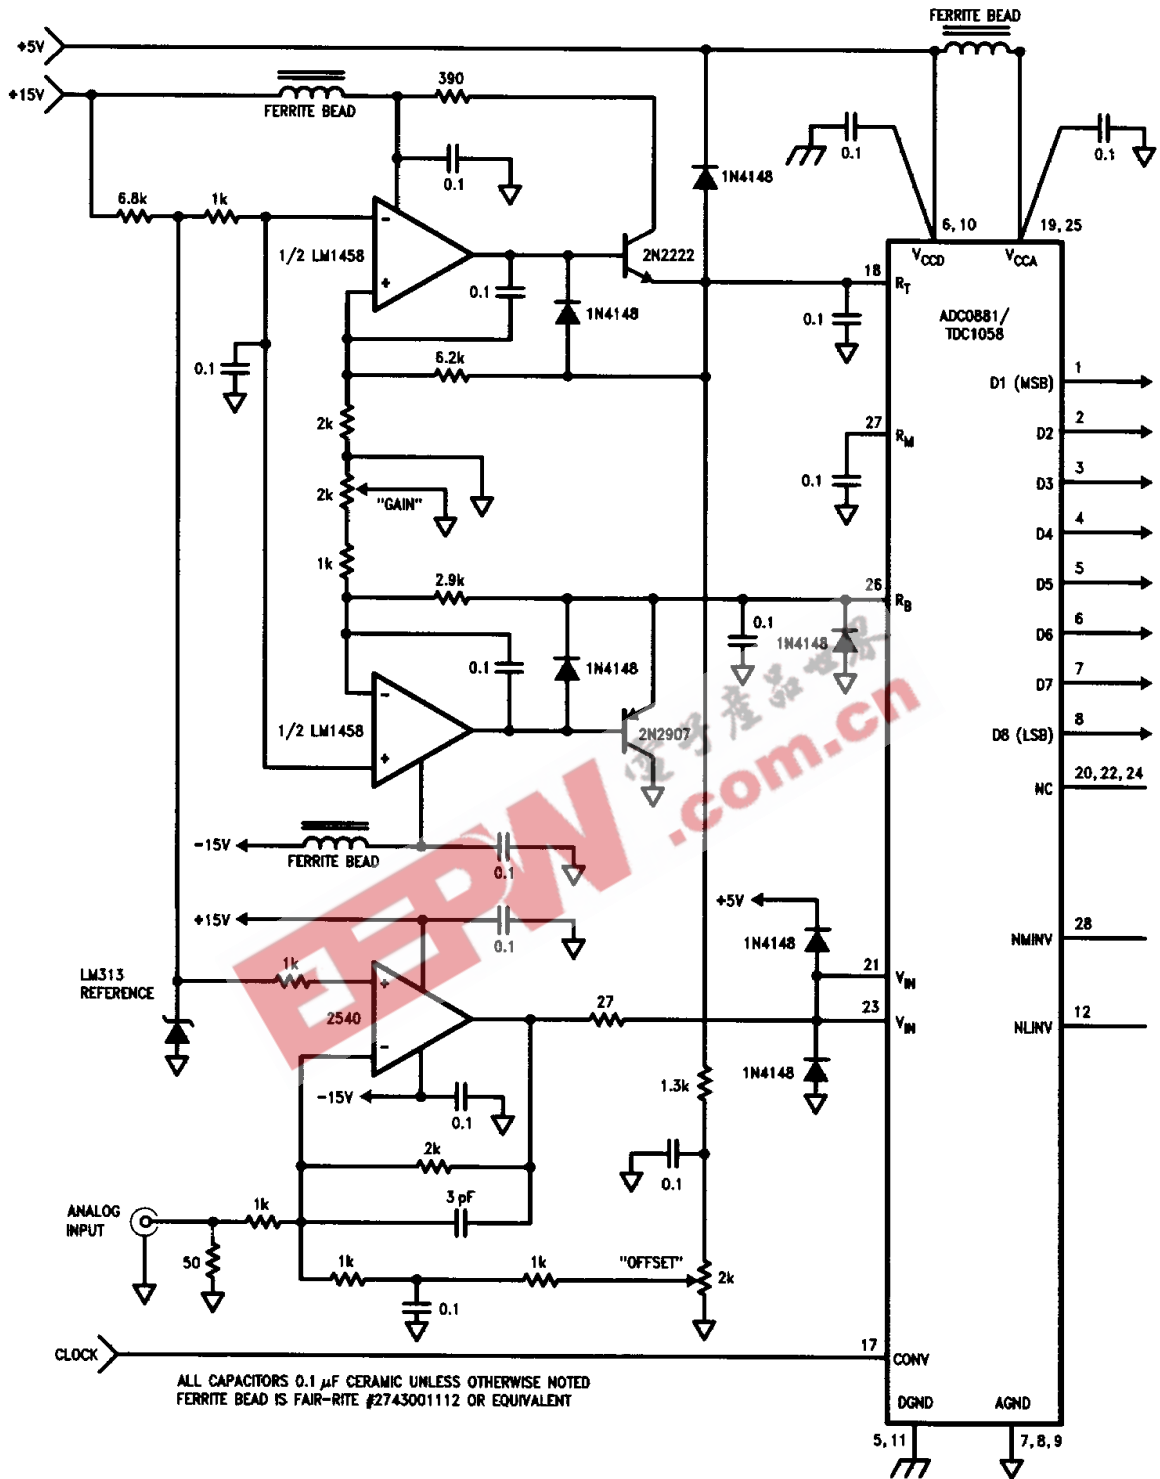 FERRITE BEAD
+5V
+15V
FERRITE BEAD
390
0.1
0.1
0.1
1N4148
6.8k
1k
6, 10
19, 25
1/2 LM1458
2N2222
VCCD
VCCA
18
RT
0.1
1N4148
0.1
ADC0881/
TDC1058
0.1
6.2k
D1 (MSB)
1
2k
27
RM
D2
2
0.1
D3
3
2k
"GAIN"
D4
4
1k
2.9k
26
RB
D5
5
0.1
1N4148
D6
6
0.1
1N4148
D7
7
1/2 LM1458
2N2907
D8 (LSB)
8
20, 22, 24
NC
電子產品世界
.com.cn
EEPW
-15V
FERRITE BEAD
0.1
+15V
0.1
+5V
1N4148
28
NMINV
LM313
REFERENCE
1k
21
VIN
2540
27
23
VIN
12
NLINV
-15V
0.1
1.3k
1N4148
2k
0.1
3 pF
ANALOG
INPUT
1k
50
1k
1k
"OFFSET"
2k
0.1
CLOCK
17
CONV
ALL CAPACITORS 0.1 μF CERAMIC UNLESS OTHERWISE NOTED
FERRITE BEAD IS FAIR-RITE #2743001112 OR EQUIVALENT
DGND
AGND
5, 11
7, 8, 9